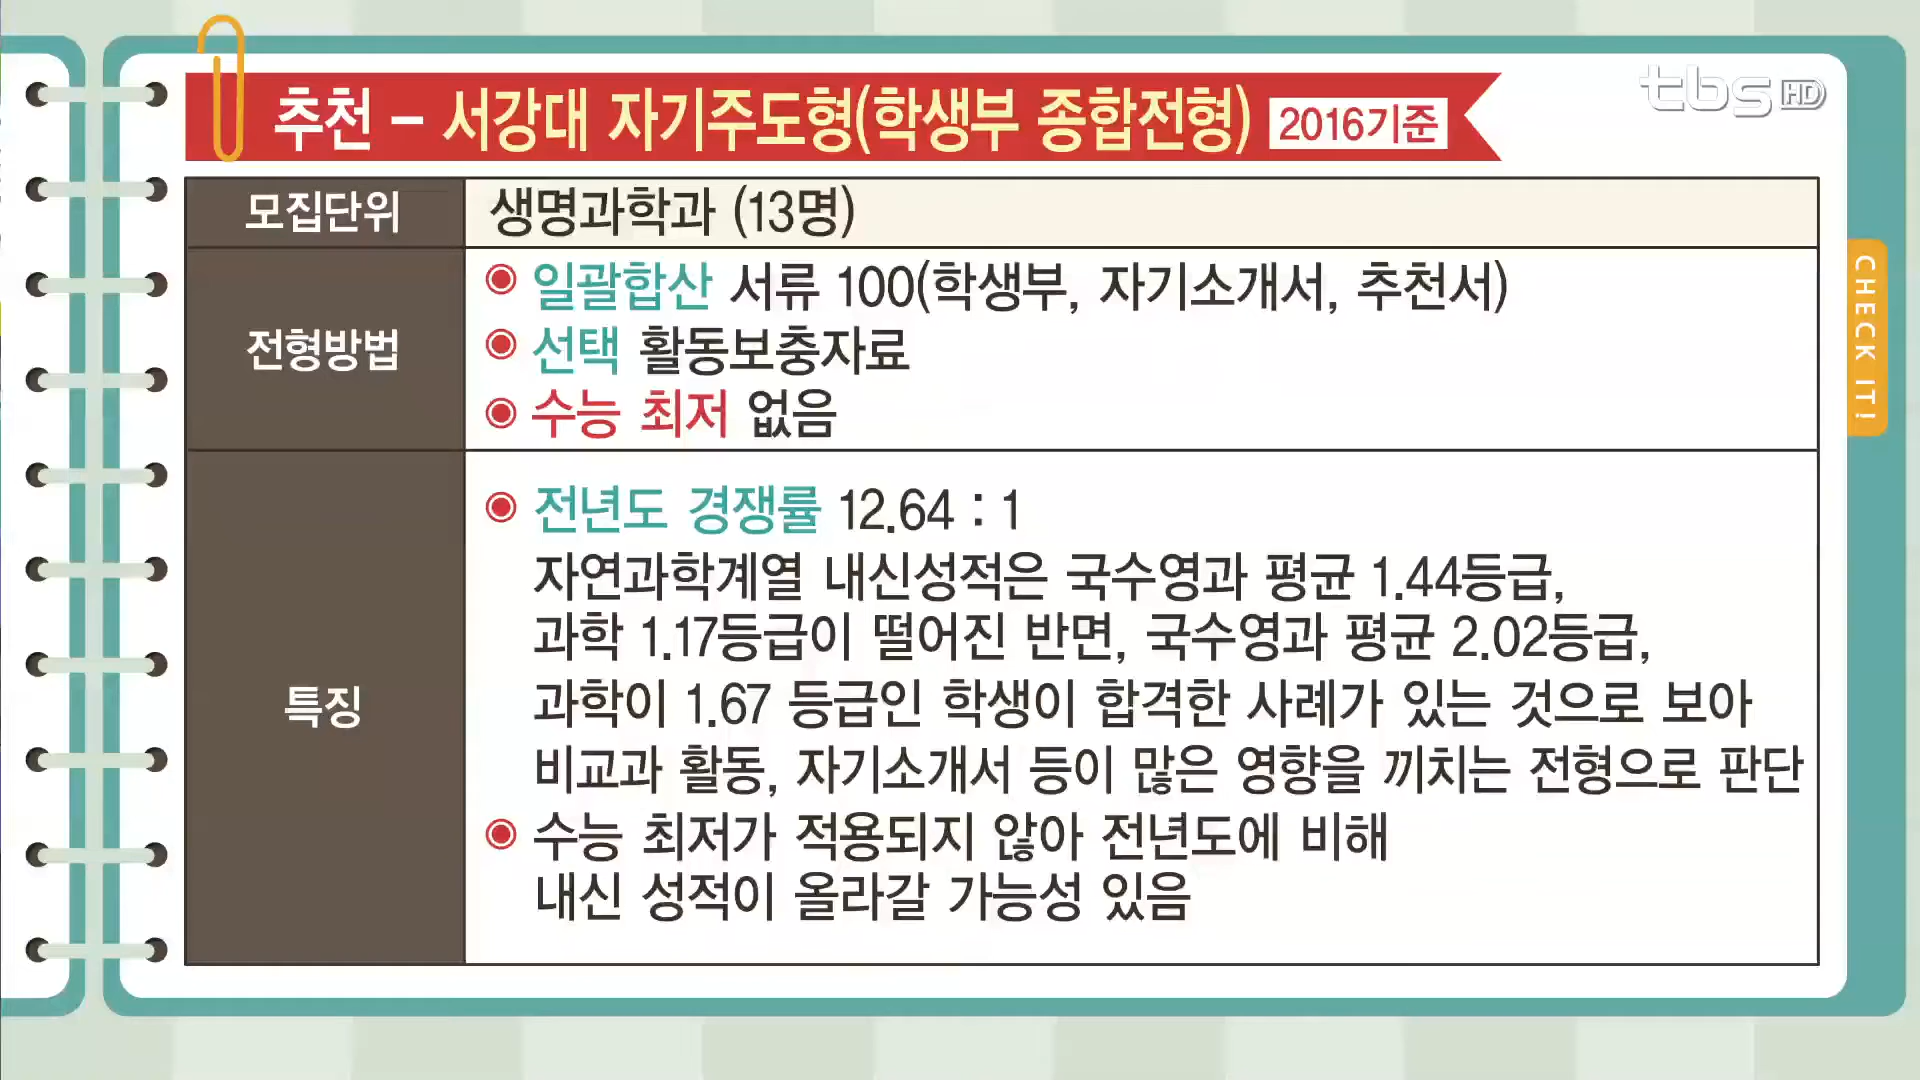 추천 - 서강대 자기주도형(학생부 종합전형) 2016기준
tbs HD
모집단위
생명과학과 (13명)
전형방법
일괄합산 서류 100(학생부, 자기소개서, 추천서)
선택 활동보충자료
수능 최저 없음
특징
전년도 경쟁률 12.64 : 1
자연과학계열 내신성적은 국수영과 평균 1.44등급,
과학 1.17등급이 떨어진 반면, 국수영과 평균 2.02등급,
과학이 1.67 등급인 학생이 합격한 사례가 있는 것으로 보아
비교과 활동, 자기소개서 등이 많은 영향을 끼치는 전형으로 판단
수능 최저가 적용되지 않아 전년도에 비해
내신 성적이 올라갈 가능성 있음
CHECK IT!